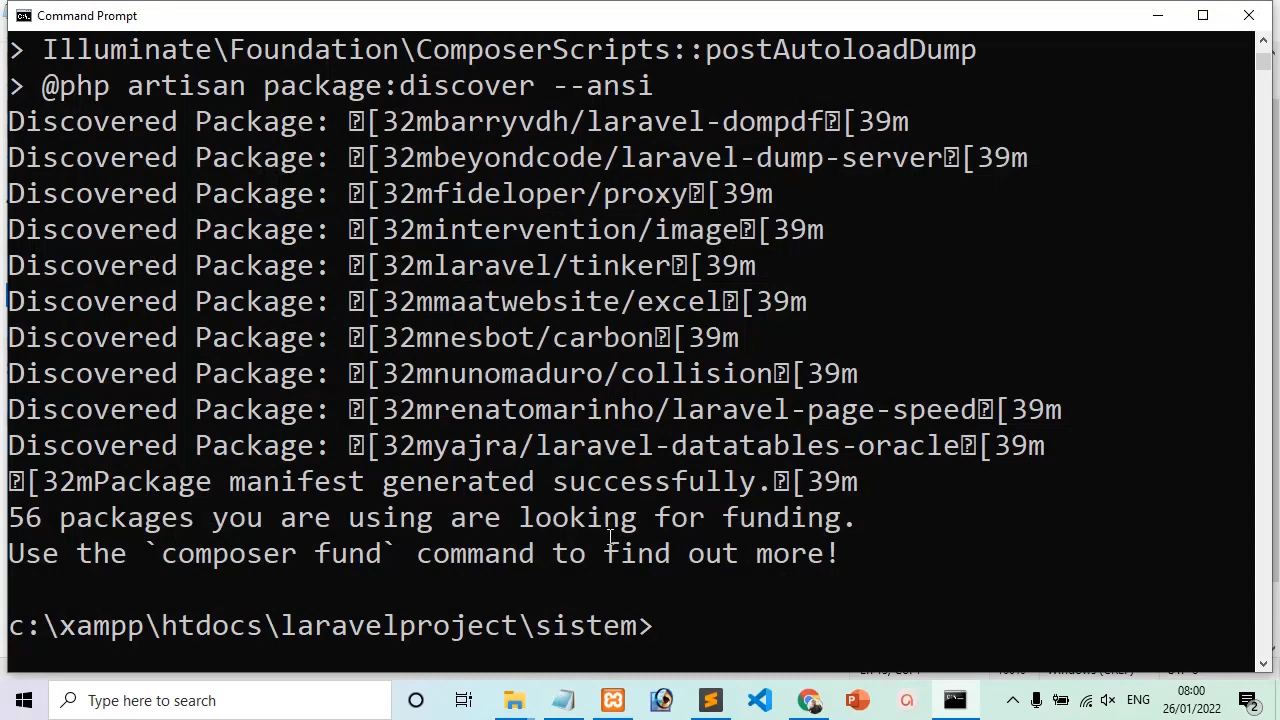 Command Prompt
> Illuminate\Foundation\ComposerScripts::postAutoloadDump
> @php artisan package:discover --ansi
Discovered Package: �[32mbarryvdh/laravel-dompdf�[39m
Discovered Package: �[32mbeyondcode/laravel-dump-server�[39m
Discovered Package: �[32mfideloper/proxy�[39m
Discovered Package: �[32mintervention/image�[39m
Discovered Package: �[32mlaravel/tinker�[39m
Discovered Package: �[32mmaatwebsite/excel�[39m
Discovered Package: �[32mnesbot/carbon�[39m
Discovered Package: �[32mnunomaduro/collision�[39m
Discovered Package: �[32mrenatomarinho/laravel-page-speed�[39m
Discovered Package: �[32myajra/laravel-datatables-oracle�[39m
�[32mPackage manifest generated successfully.�[39m
56 packages you are using are looking for funding.
Use the `composer fund` command to find out more!
c:\xampp\htdocs\laravelproject\sistem>
Type here to search
ENG
08:00
26/01/2022
2